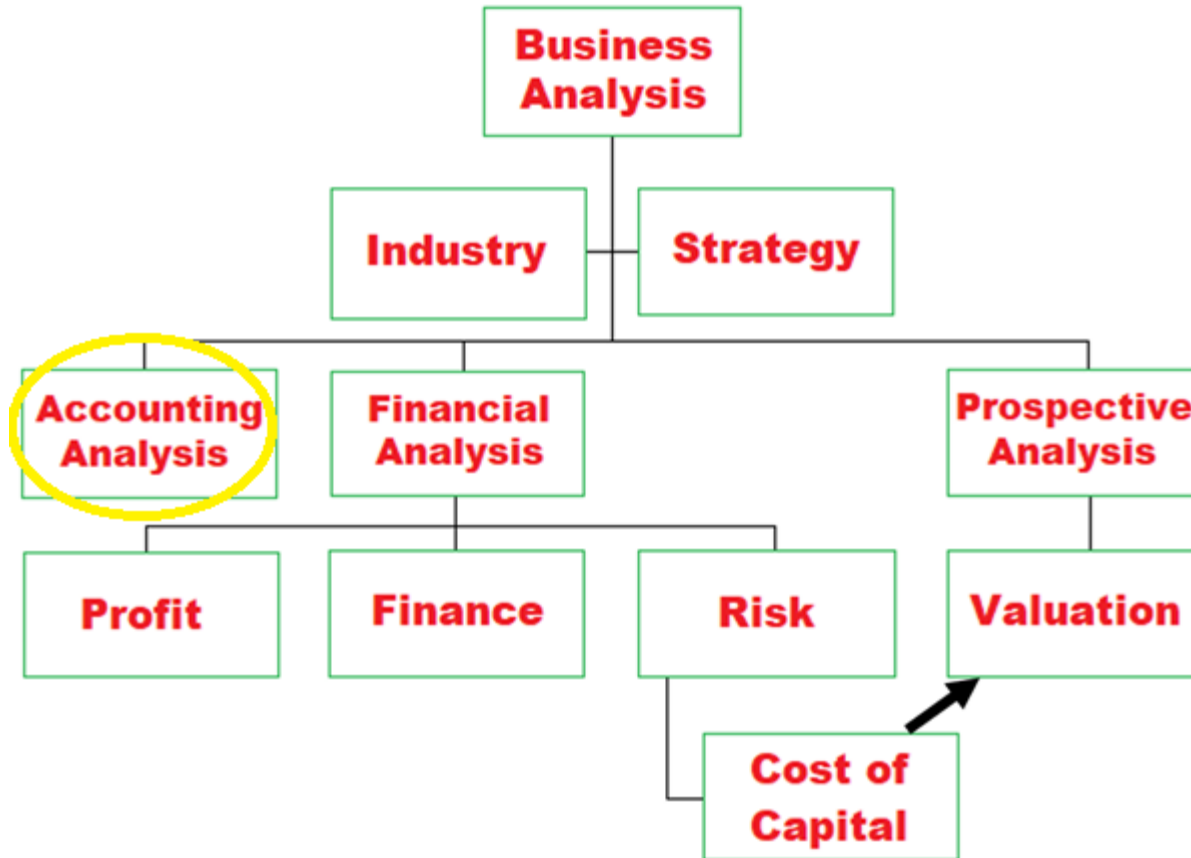 Business
Analysis
Industry
Strategy
Accounting
Analysis
Financial
Analysis
Prospective
Analysis
Profit
Finance
Risk
Valuation
Cost of
Capital